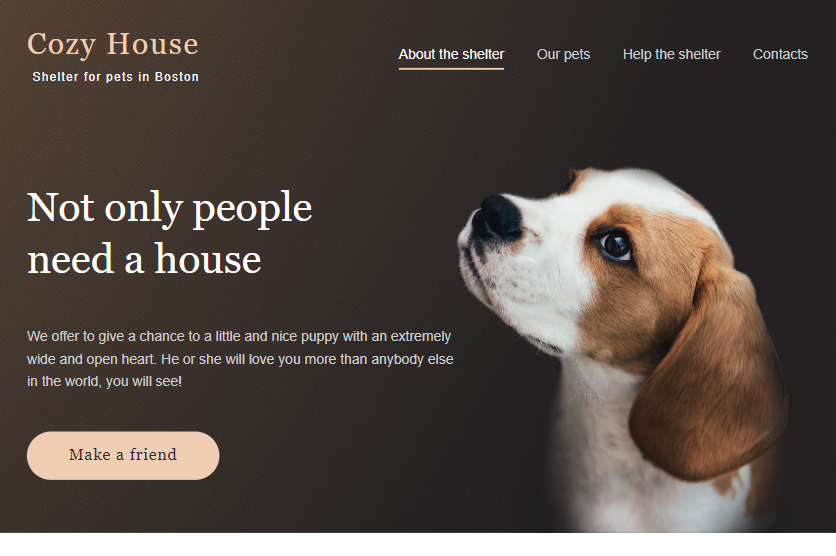 Cozy House
Shelter for pets in Boston
About the shelter
Our pets
Help the shelter
Contacts
Not only people
need a house
We offer to give a chance to a little and nice puppy with an extremely
wide and open heart. He or she will love you more than anybody else
in the world, you will see!
Make a friend